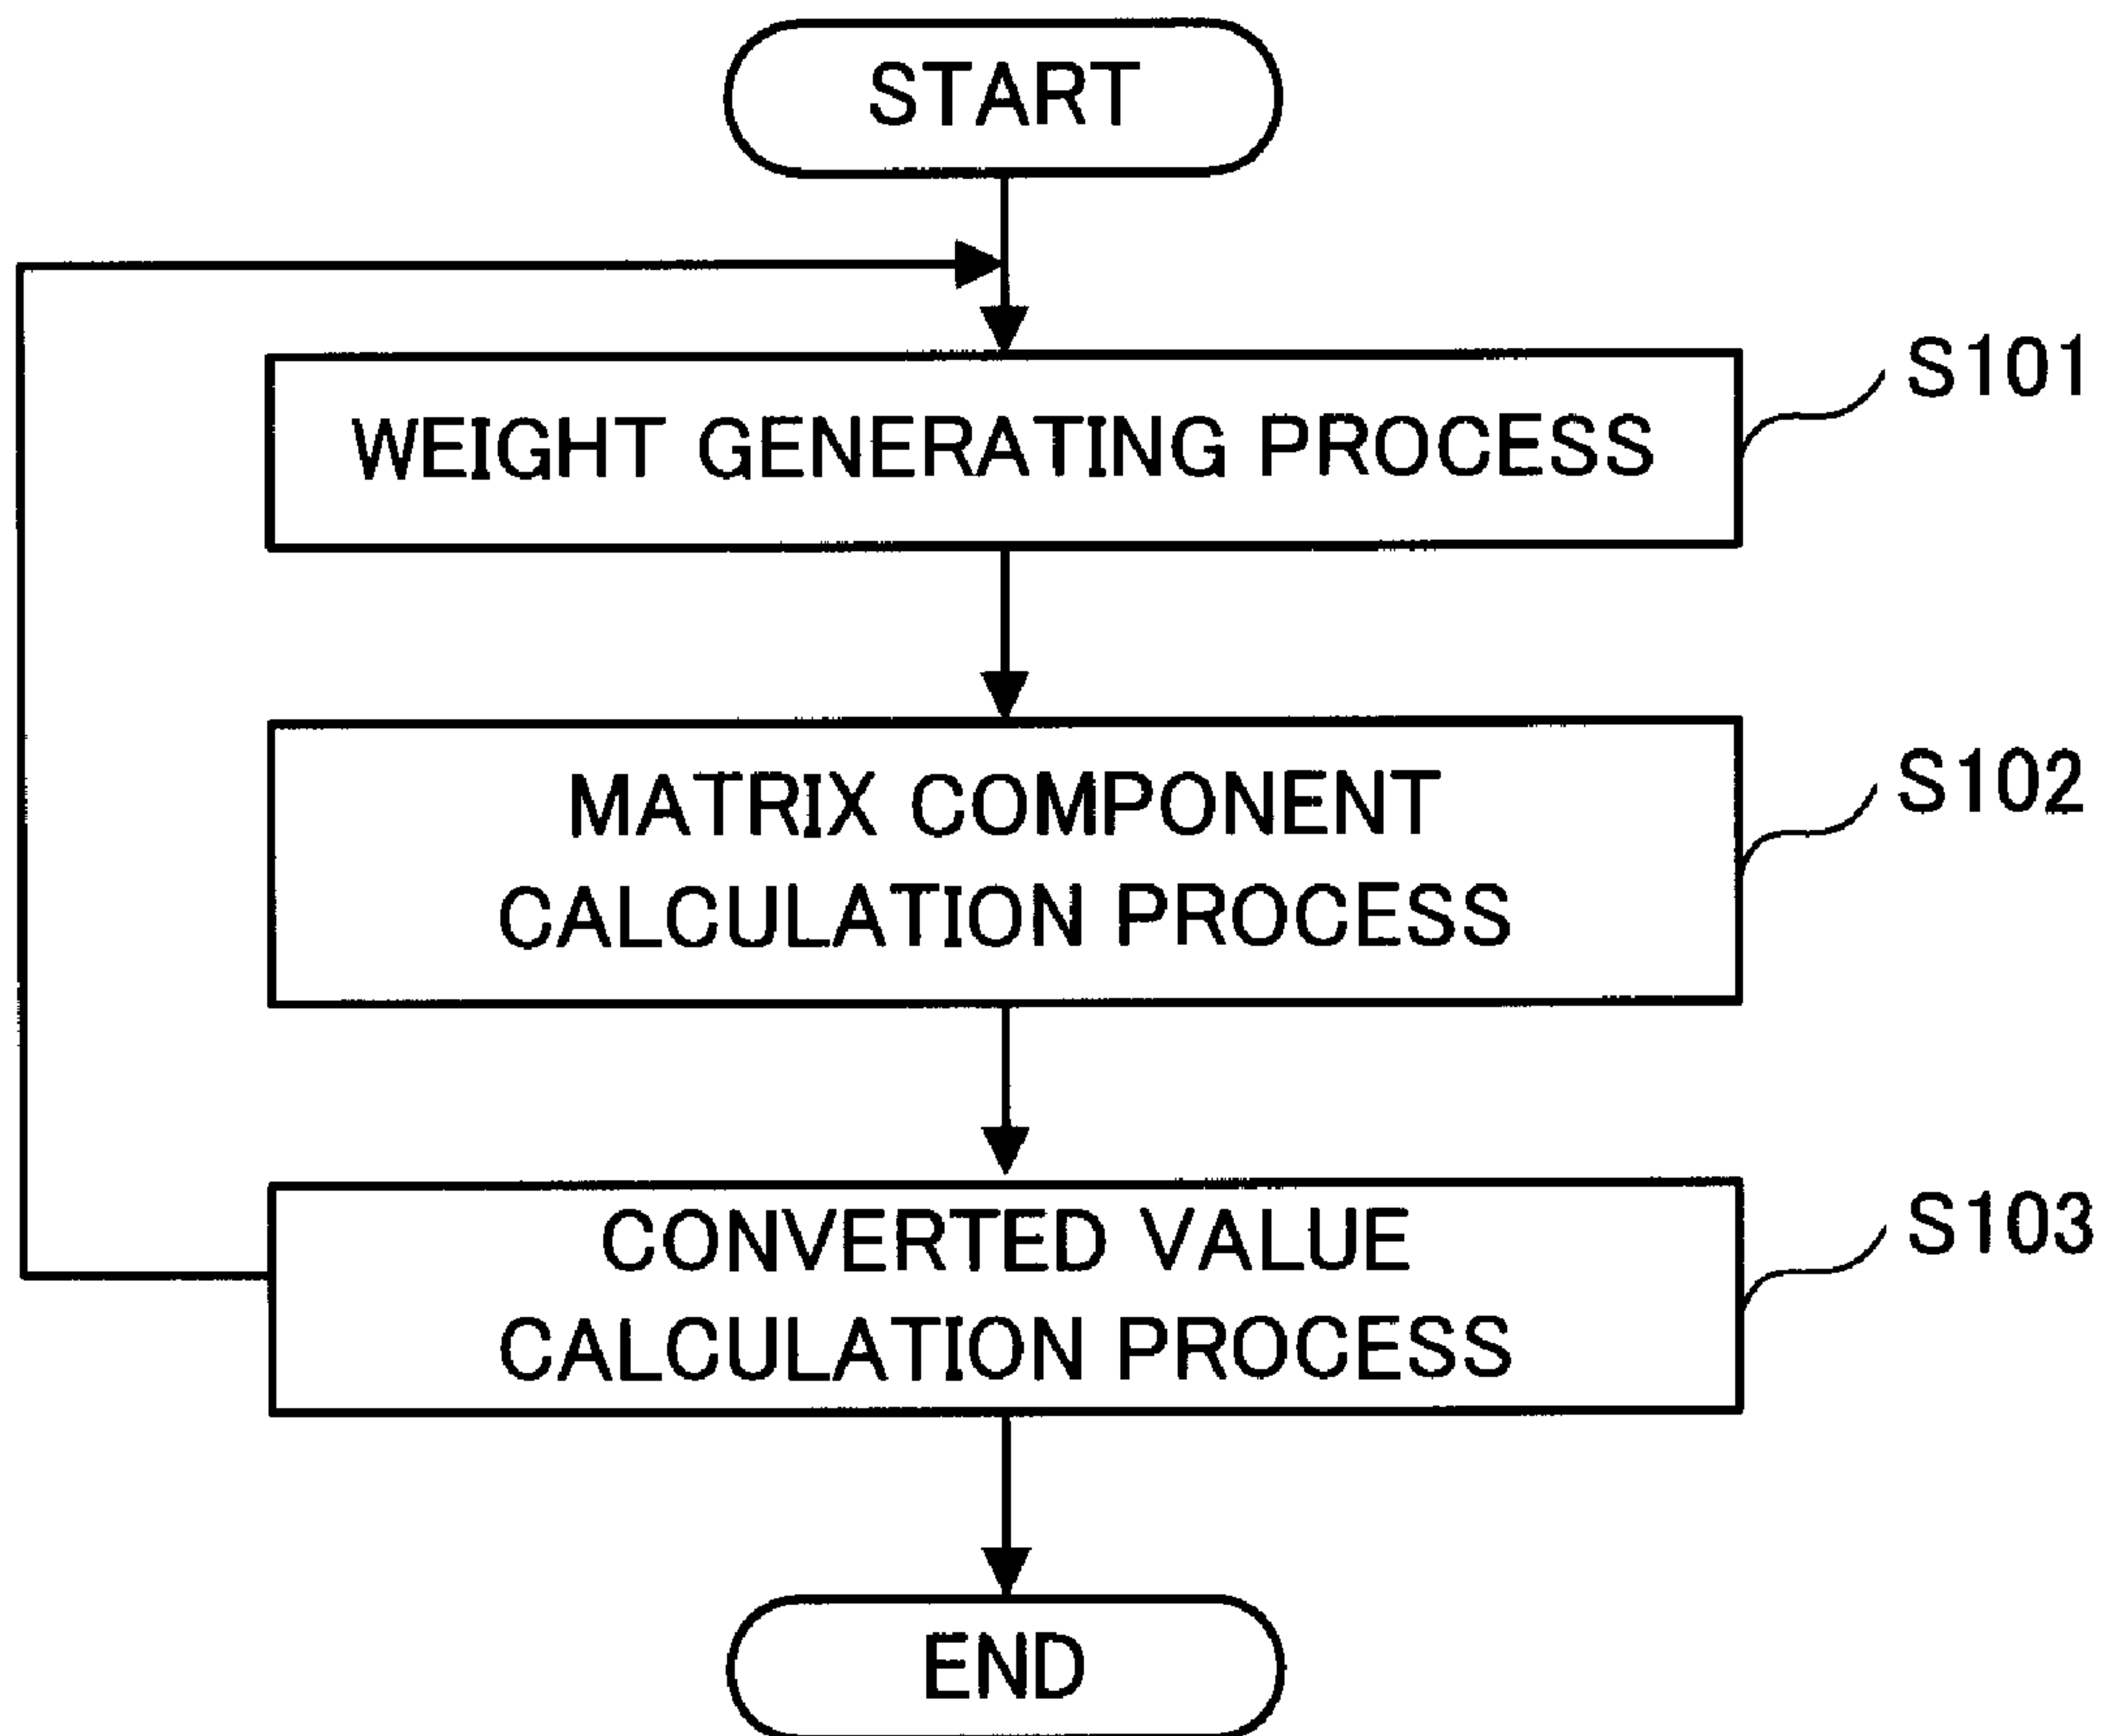 START
WEIGHT GENERATING PROCESS
S101
MATRIX COMPONENT
CALCULATION PROCESS
S102
CONVERTED VALUE
CALCULATION PROCESS
S103
END